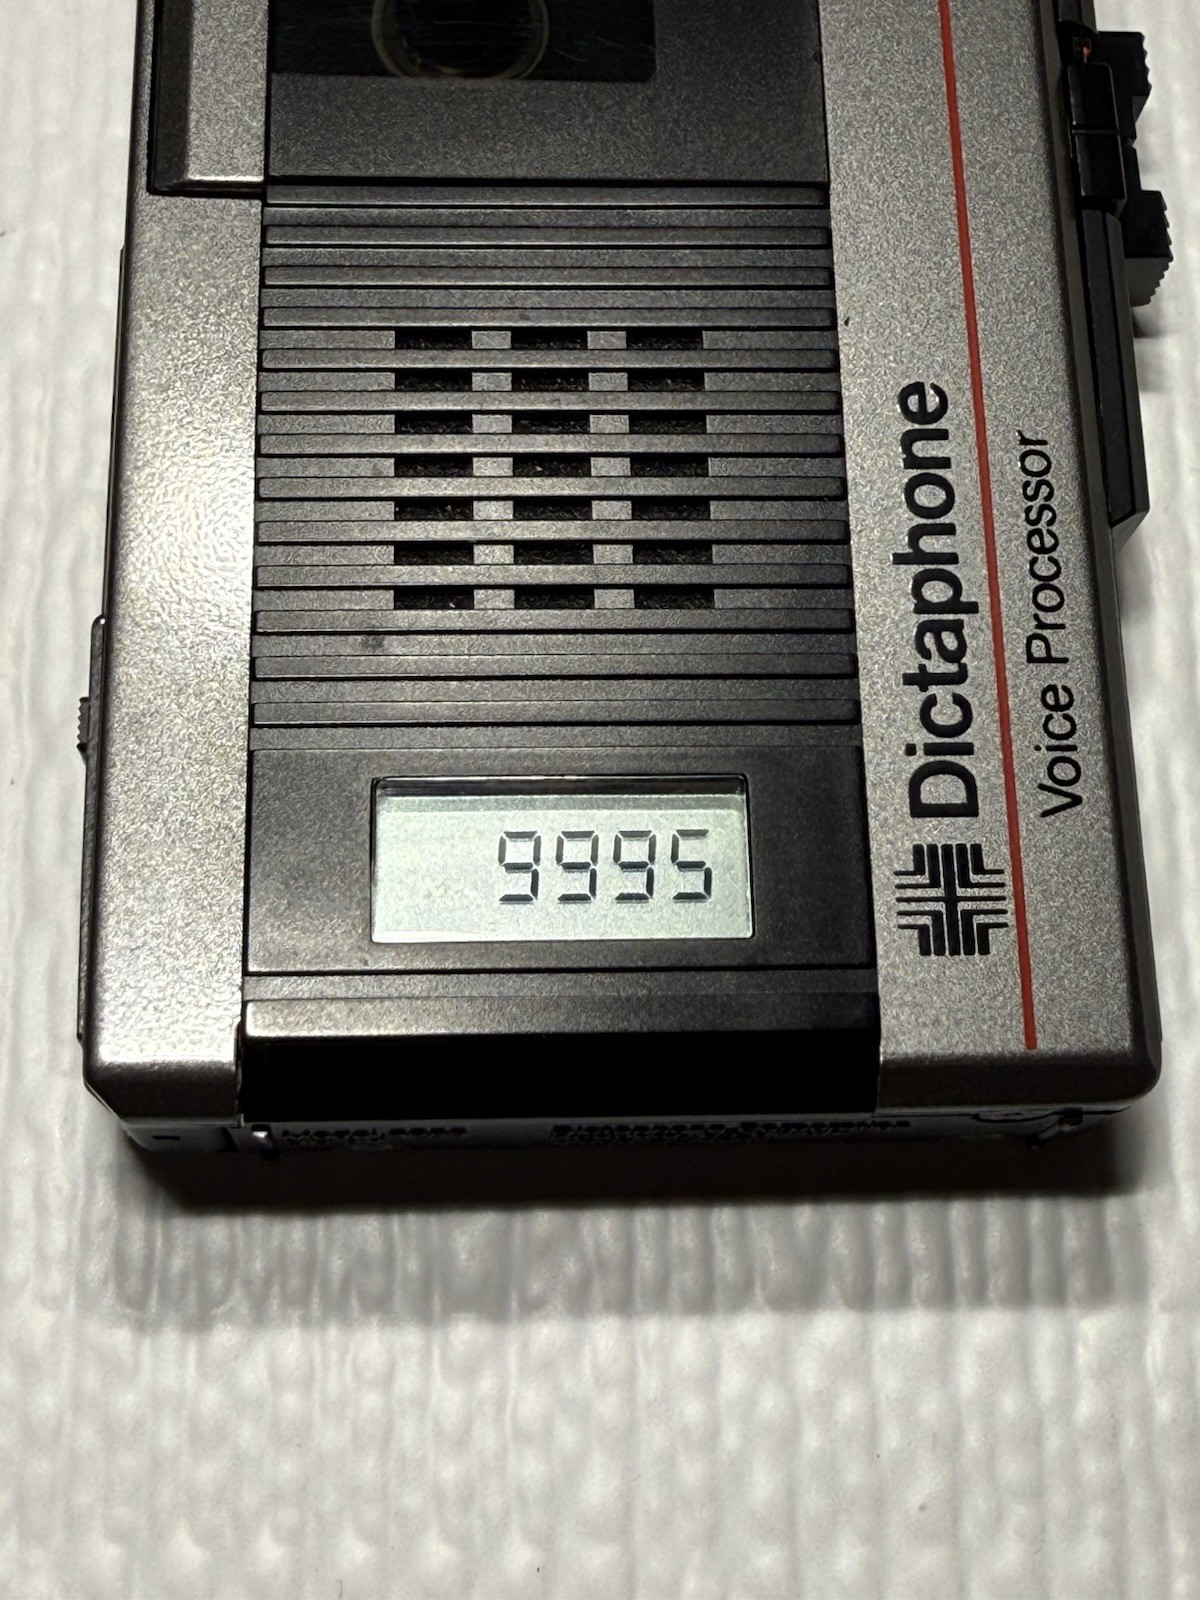 Dictaphone
Voice Processor
9995